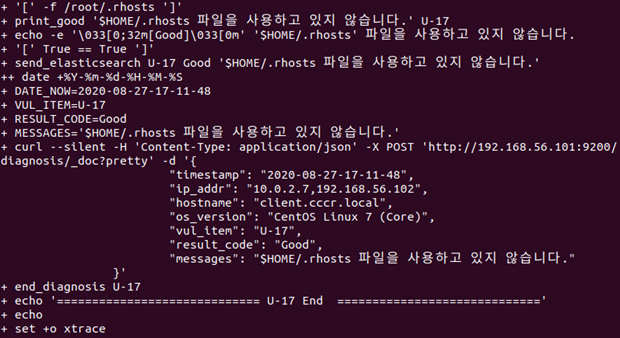 + '[' -f /root/.rhosts ']'
+ print_good '$HOME/.rhosts 파일을 사용하고 있지 않습니다.' U-17
+ echo -e '\033[0;32m[Good]\033[0m' '$HOME/.rhosts' 파일을 사용하고 있지 않습니다.
+ '[' True == True ']'
+ send_elasticsearch U-17 Good '$HOME/.rhosts 파일을 사용하고 있지 않습니다.'
++ date +%Y-%m-%d-%H-%M-%S
+ DATE_NOW=2020-08-27-17-11-48
+ VUL_ITEM=U-17
+ RESULT_CODE=Good
+ MESSAGES='$HOME/.rhosts 파일을 사용하고 있지 않습니다.'
+ curl --silent -H 'Content-Type: application/json' -X POST 'http://192.168.56.101:9200/
diagnosis/_doc?pretty' -d '{
"timestamp": "2020-08-27-17-11-48",
"ip_addr": "10.0.2.7,192.168.56.102",
"hostname": "client.cccr.local",
"os_version": "CentOS Linux 7 (Core)",
"vul_item": "U-17",
"result_code": "Good",
"messages": "$HOME/.rhosts 파일을 사용하고 있지 않습니다."
}'
+ end_diagnosis U-17
+ echo '============================= U-17 End  ============================='
+ echo
+ set +o xtrace